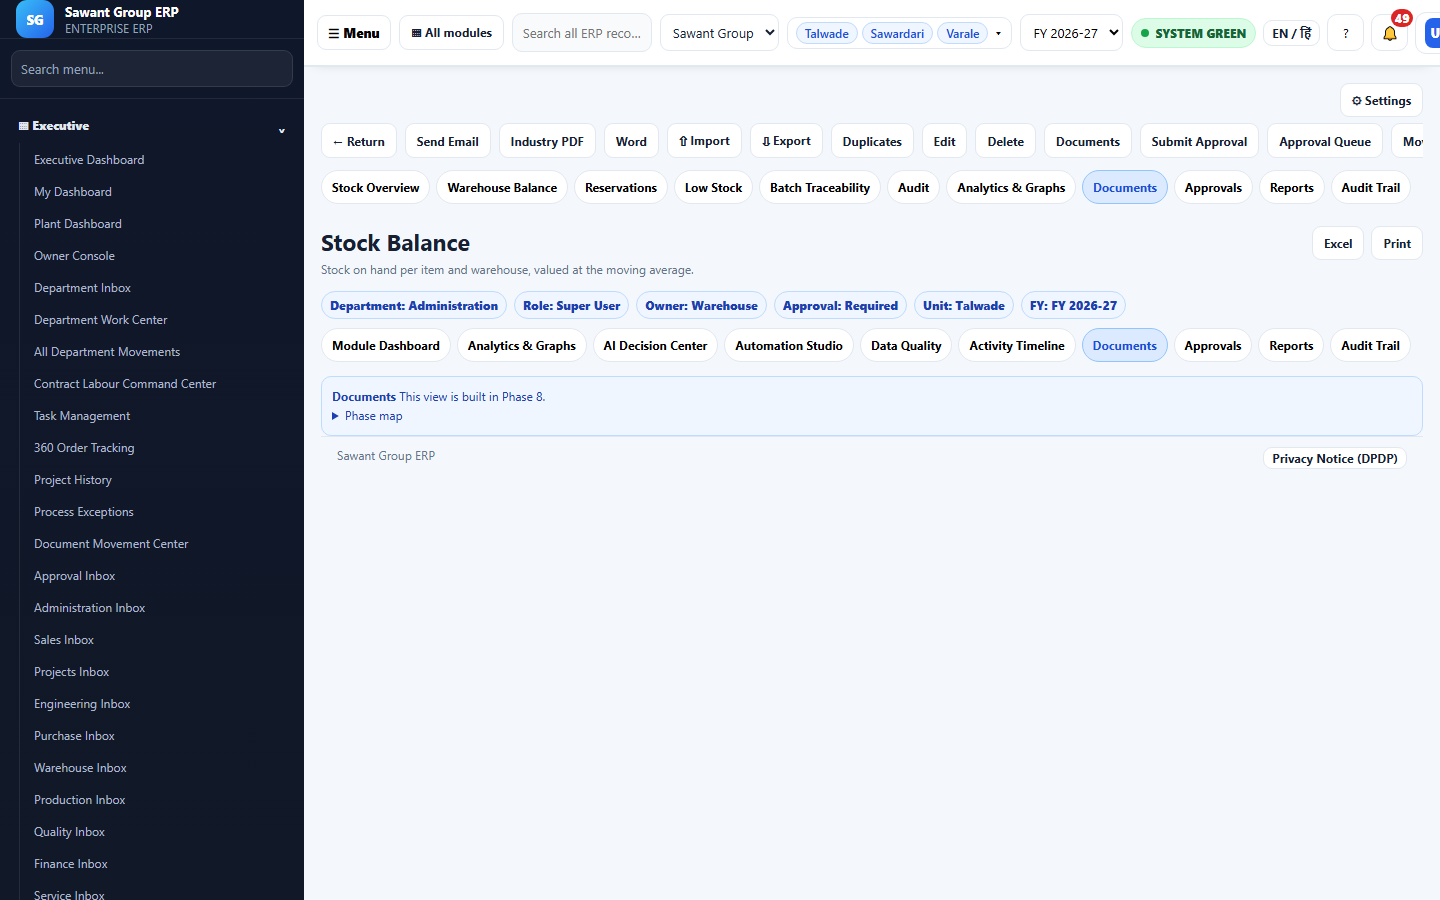 SG
Sawant Group ERP
ENTERPRISE ERP
Search menu...
Executive
Executive Dashboard
My Dashboard
Plant Dashboard
Owner Console
Department Inbox
Department Work Center
All Department Movements
Contract Labour Command Center
Task Management
360 Order Tracking
Project History
Process Exceptions
Document Movement Center
Approval Inbox
Administration Inbox
Sales Inbox
Projects Inbox
Engineering Inbox
Purchase Inbox
Warehouse Inbox
Production Inbox
Quality Inbox
Finance Inbox
Service Inbox
☰ Menu All modules Search all ERP reco... Sawant Group Talwade Sawardari Varale FY 2026-27 SYSTEM GREEN EN / हिं ? 49 U
Settings
← Return Send Email Industry PDF Word Import Export Duplicates Edit Delete Documents Submit Approval Approval Queue
Stock Overview Warehouse Balance Reservations Low Stock Batch Traceability Audit Analytics & Graphs Documents Approvals Reports Audit Trail
Stock Balance Excel Print
Stock on hand per item and warehouse, valued at the moving average.
Department: Administration Role: Super User Owner: Warehouse Approval: Required Unit: Talwade FY: FY 2026-27
Module Dashboard Analytics & Graphs AI Decision Center Automation Studio Data Quality Activity Timeline Documents Approvals Reports Audit Trail
Documents This view is built in Phase 8.
Phase map
Sawant Group ERP Privacy Notice (DPDP)